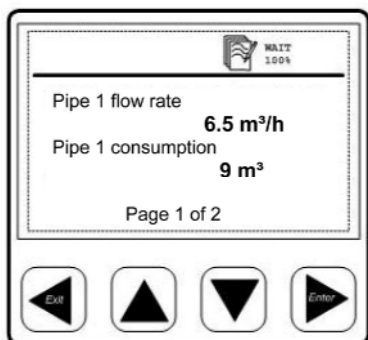 WAIT
100%
Pipe 1 flow rate
6.5 m³/h
Pipe 1 consumption
9 m³
Page 1 of 2
Exit
Enter